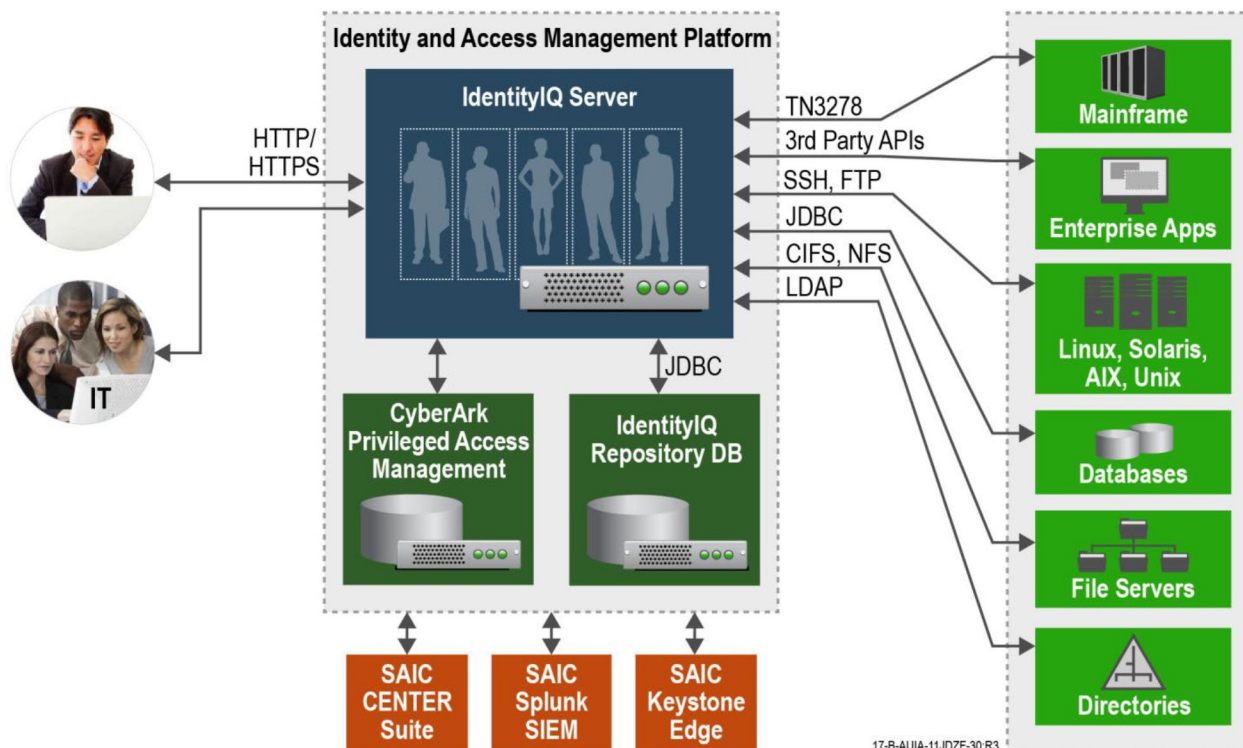 Identity and Access Management Platform
IdentityIQ Server
HTTP/
HTTPS
IT
TN3278
3rd Party APIs
SSH, FTP
JDBC
CIFS, NFS
LDAP
JDBC
CyberArk
Privileged Access
Management
IdentityIQ
Repository DB
SAIC
CENTER
Suite
SAIC
Splunk
SIEM
SAIC
Keystone
Edge
Mainframe
Enterprise Apps
Linux, Solaris,
AIX, Unix
Databases
File Servers
Directories